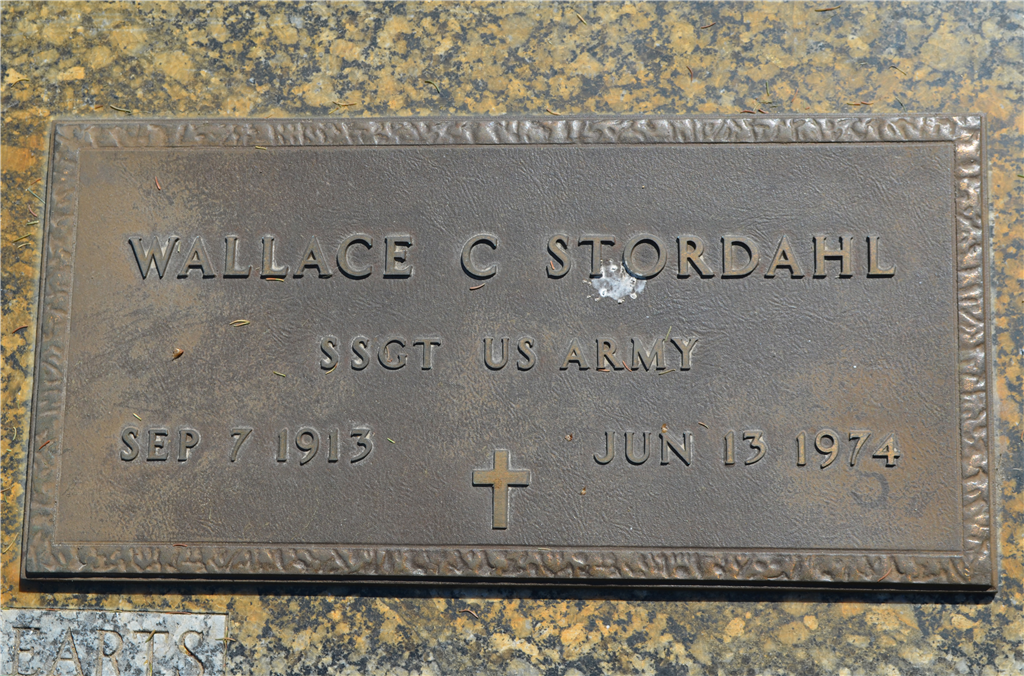 WALLACE C STORDAHL
SSGT US ARMY
SEP 7 1913 JUN 13 1974